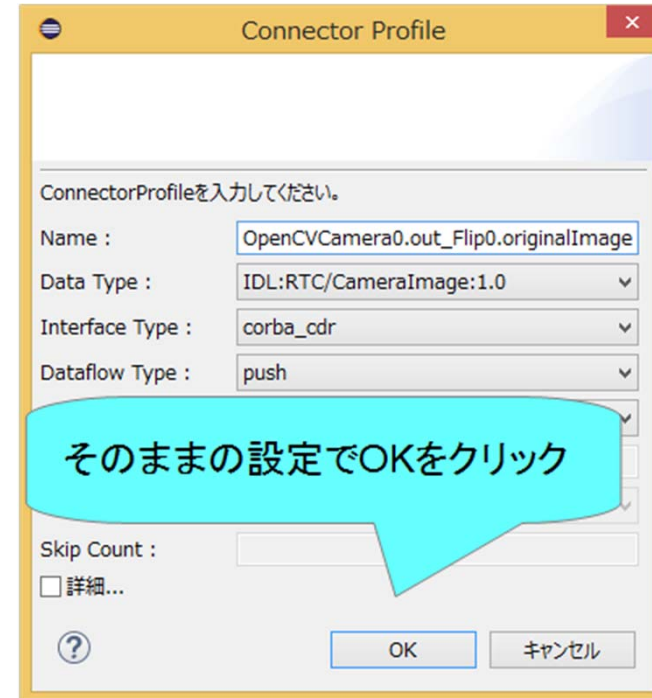 Connector Profile
ConnectorProfileを入力してください。
Name : OpenCVCamera0.out_Flip0.originalImage
Data Type : IDL:RTC/CameraImage:1.0
Interface Type : corba_cdr
Dataflow Type : push
そのままの設定でOKをクリック
Skip Count :
詳細...
OK キャンセル